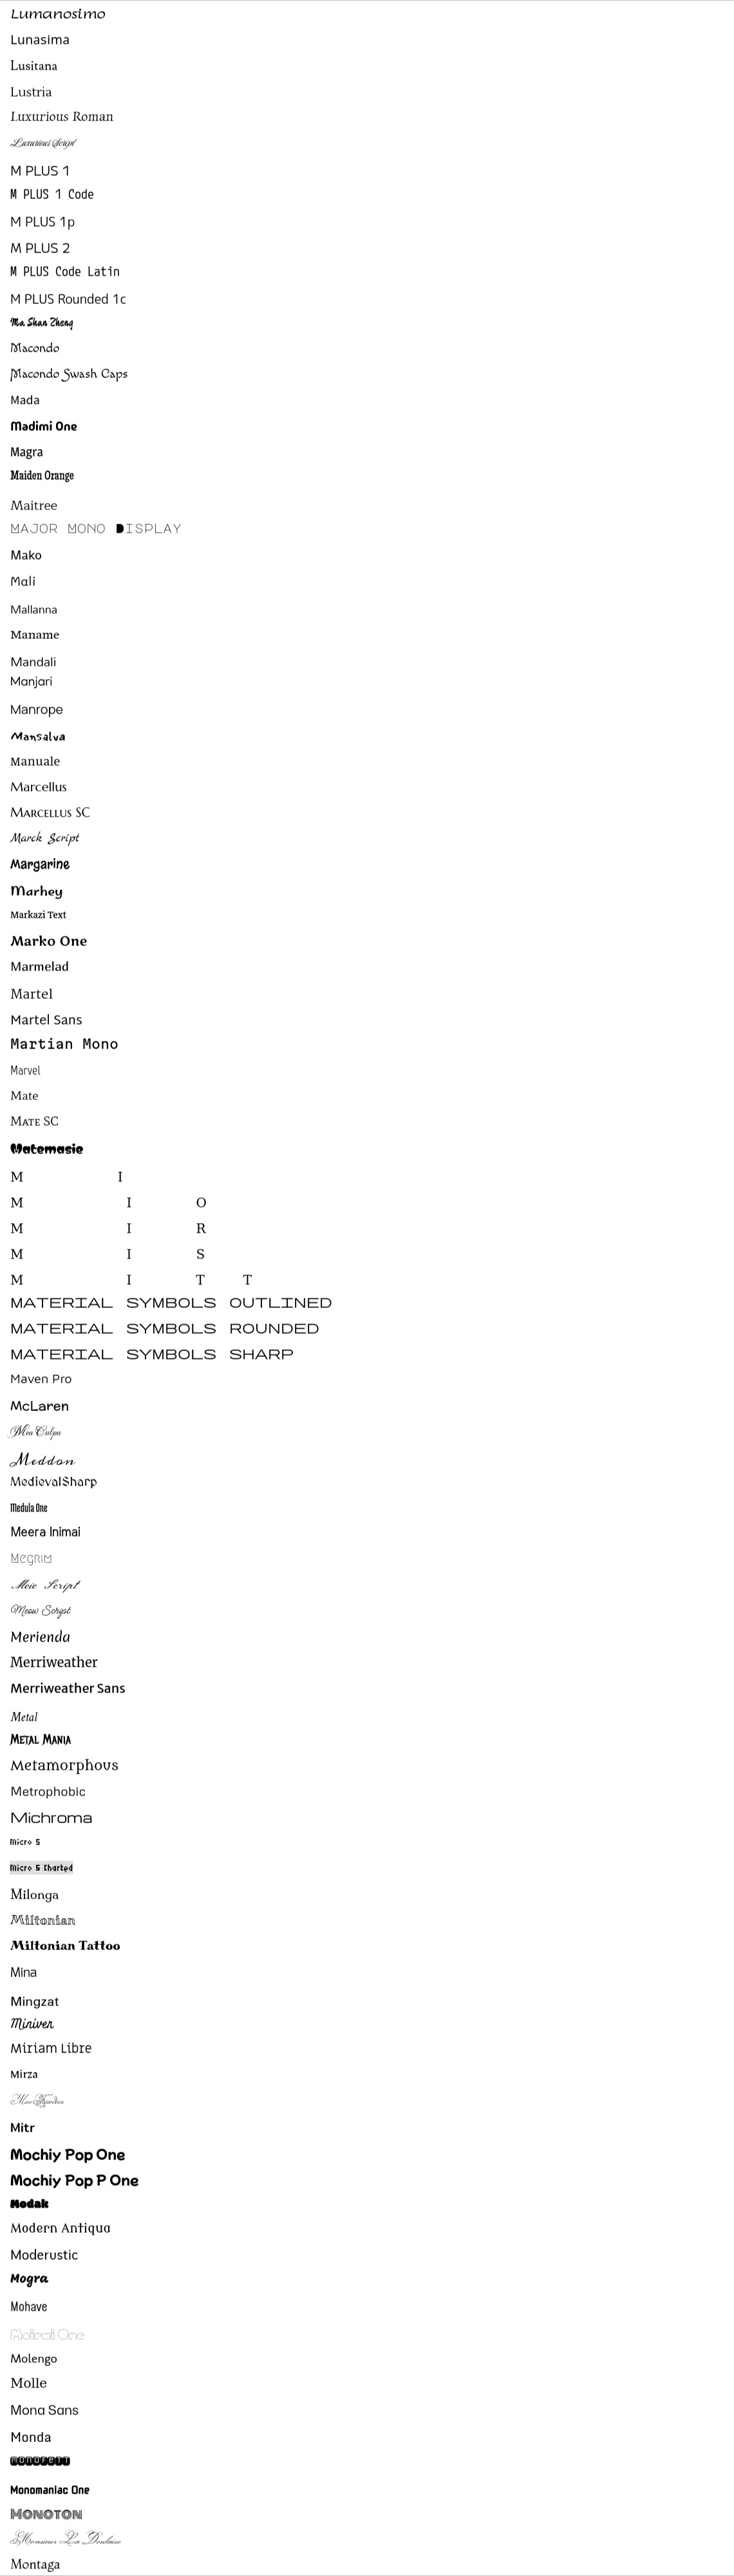 Lumanosimo
Lunasima
Lusitana
Lustria
Luxurious Roman
Luxurious Script
M PLUS 1
M PLUS 1 Code
M PLUS 1p
M PLUS 2
M PLUS Code Latin
M PLUS Rounded 1c
Ma Shan Zheng
Macondo
Macondo Swash Caps
Mada
Madimi One
Magra
Maiden Orange
Maitree
MAJOR MONO DISPLAY
Mako
Mali
Mallanna
Maname
Mandali
Manjari
Manrope
Mansalva
Manuale
Marcellus
Marcellus SC
Marck Script
Margarine
Marhey
Markazi Text
Marko One
Marmelad
Martel
Martel Sans
Martian Mono
Marvel
Mate
Mate SC
Matemasie
M I
M I O
M I R
M I S
M I T T
MATERIAL SYMBOLS OUTLINED
MATERIAL SYMBOLS ROUNDED
MATERIAL SYMBOLS SHARP
Maven Pro
McLaren
Mea Culpa
Meddon
MedievalSharp
Medula One
Meera Inimai
Megrim
Meie Script
Meow Script
Merienda
Merriweather
Merriweather Sans
Metal
Metal Mania
Metamorphous
Metrophobic
Michroma
Micro 5
Micro 5 Charted
Milonga
Miltonian
Miltonian Tattoo
Mina
Mingzat
Miniver
Miriam Libre
Mirza
Miss Fajardose
Mitr
Mochiy Pop One
Mochiy Pop P One
Modak
Modern Antiqua
Moderustic
Mogra
Mohave
Moirai One
Molengo
Molle
Mona Sans
Monda
MONOFETT
Monomaniac One
Monoton
Monsieur La Doulaise
Montaga